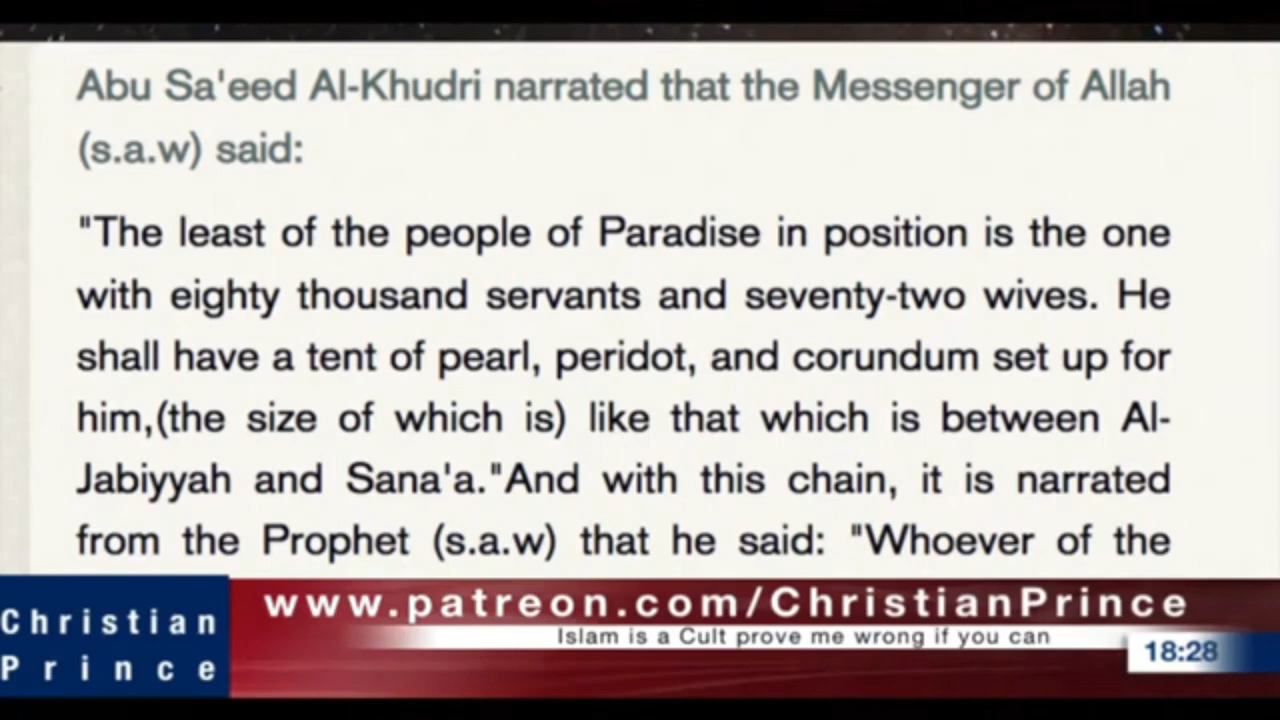 Abu Sa'eed Al-Khudri narrated that the Messenger of Allah
(s.a.w) said:
"The least of the people of Paradise in position is the one
with eighty thousand servants and seventy-two wives. He
shall have a tent of pearl, peridot, and corundum set up for
him,(the size of which is) like that which is between Al-
Jabiyyah and Sana'a."And with this chain, it is narrated
from the Prophet (s.a.w) that he said: "Whoever of the
Christian
Prince
www.patreon.com/ChristianPrince
Islam is a Cult prove me wrong if you can
18:28